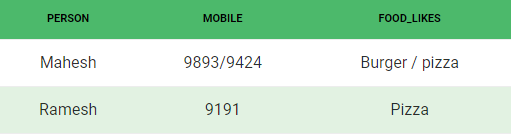 PERSON MOBILE FOOD_LIKES
Mahesh 9893/9424 Burger / pizza
Ramesh 9191 Pizza